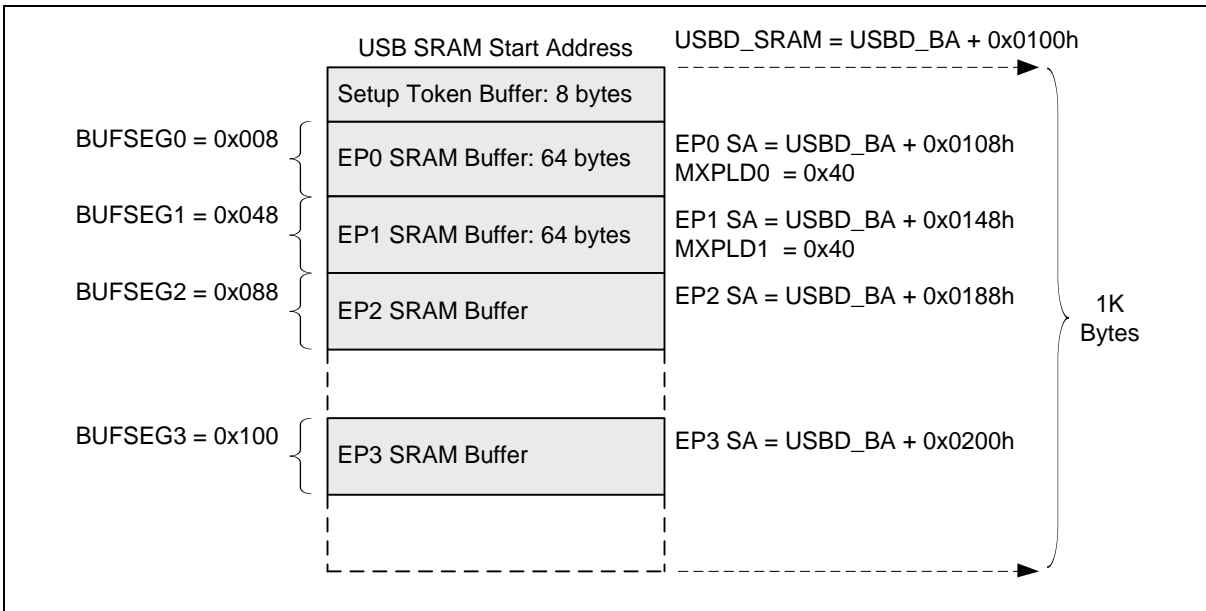 USB SRAM Start Address
USBD_SRAM = USBD_BA + 0x0100h
Setup Token Buffer: 8 bytes
BUFSEG0 = 0x008
EP0 SRAM Buffer: 64 bytes
EP0 SA = USBD_BA + 0x0108h
MXPLD0  = 0x40
BUFSEG1 = 0x048
EP1 SRAM Buffer: 64 bytes
EP1 SA = USBD_BA + 0x0148h
MXPLD1  = 0x40
BUFSEG2 = 0x088
EP2 SRAM Buffer
EP2 SA = USBD_BA + 0x0188h
1K
Bytes
BUFSEG3 = 0x100
EP3 SRAM Buffer
EP3 SA = USBD_BA + 0x0200h